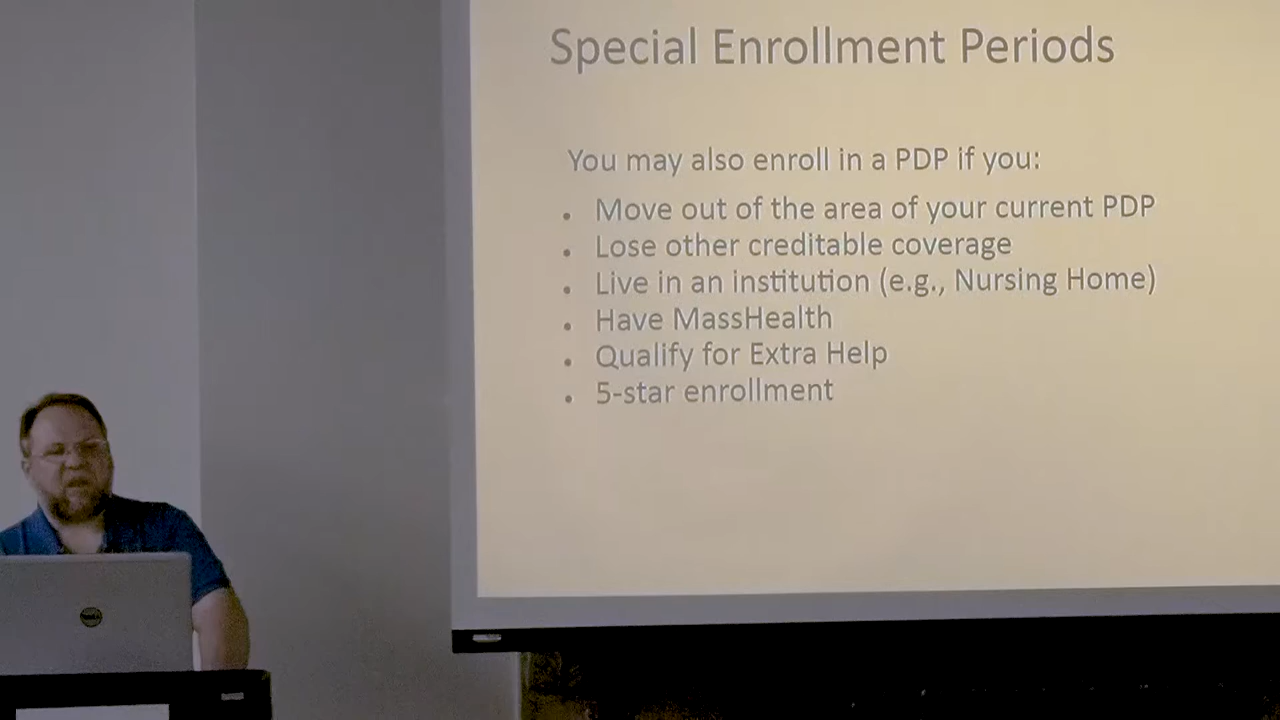 Special Enrollment Periods
You may also enroll in a PDP if you:
• Move out of the area of your current PDP
• Lose other creditable coverage
• Live in an institution (e.g., Nursing Home)
• Have MassHealth
• Qualify for Extra Help
• 5-star enrollment
DELL